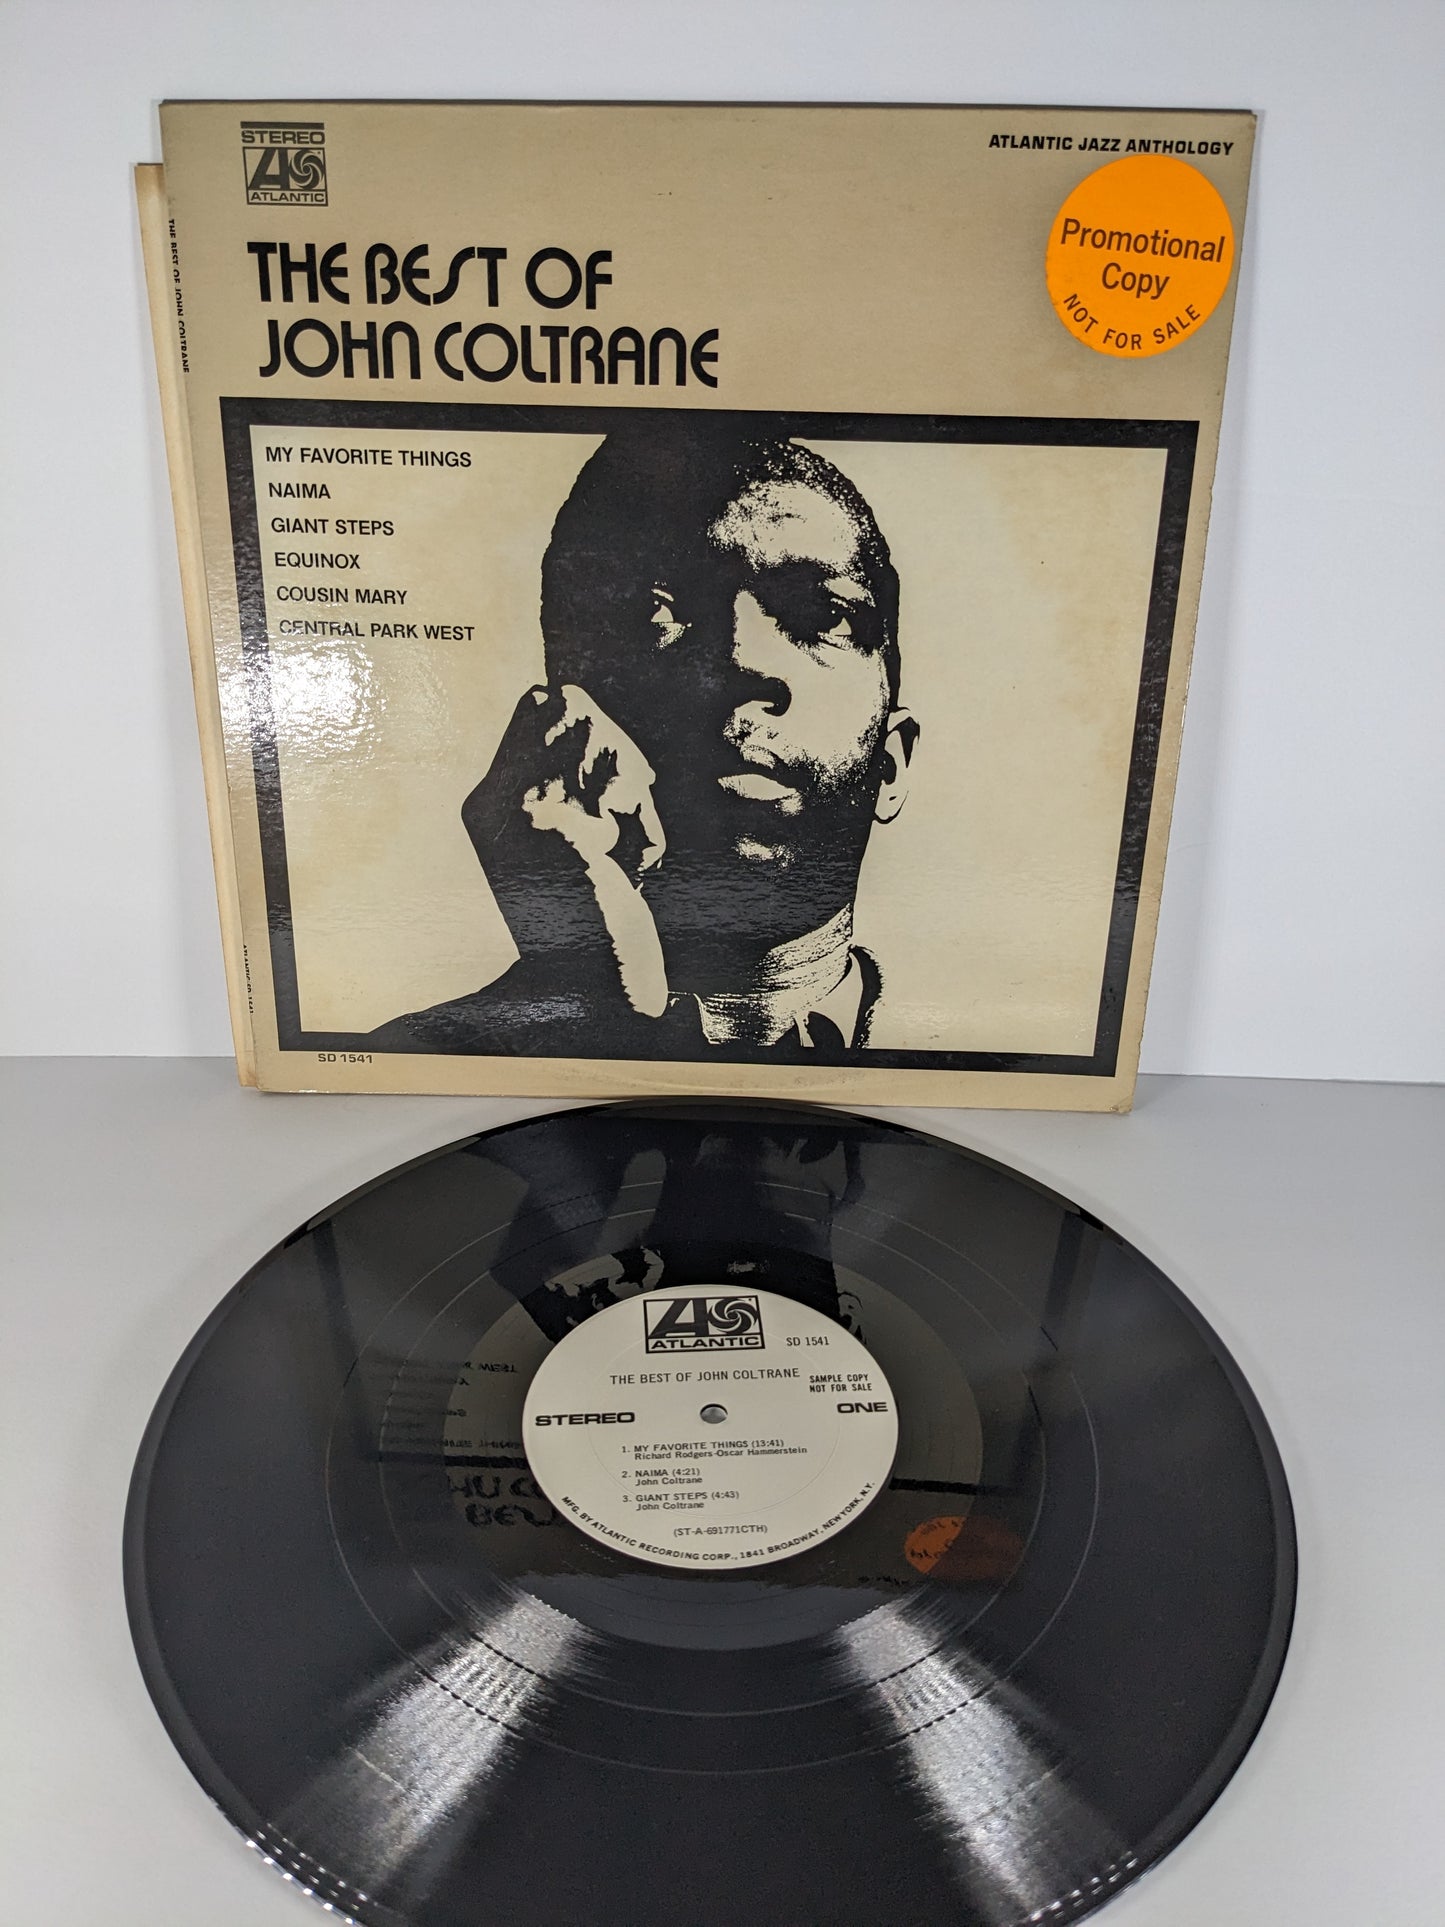 STEREO
ATLANTIC
ATLANTIC JAZZ ANTHOLOGY
Promotional
Copy
NOT FOR SALE
THE BEST OF
JOHN COLTRANE
THE BEST OF JOHN COLTRANE
MY FAVORITE THINGS
NAIMA
GIANT STEPS
EQUINOX
COUSIN MARY
CENTRAL PARK WEST
SD 1541
ATLANTIC
SD 1541
THE BEST OF JOHN COLTRANE
SAMPLE COPY
NOT FOR SALE
STEREO
ONE
1. MY FAVORITE THINGS (13:41)
Richard Rodgers-Oscar Hammerstein
2. NAIMA (4:21)
John Coltrane
3. GIANT STEPS (4:43)
John Coltrane
(ST-A-691771CTH)
MFG. BY ATLANTIC RECORDING CORP., 1841 BROADWAY, NEW YORK, N.Y.